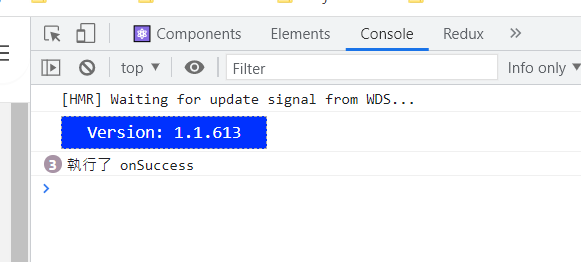 Components Elements Console Redux
top Filter Info only
[HMR] Waiting for update signal from WDS...
Version: 1.1.613
3 執行了 onSuccess